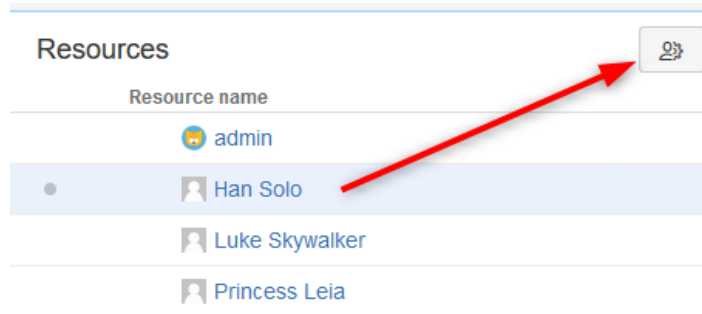 Resources
Resource name
admin
Han Solo
Luke Skywalker
Princess Leia